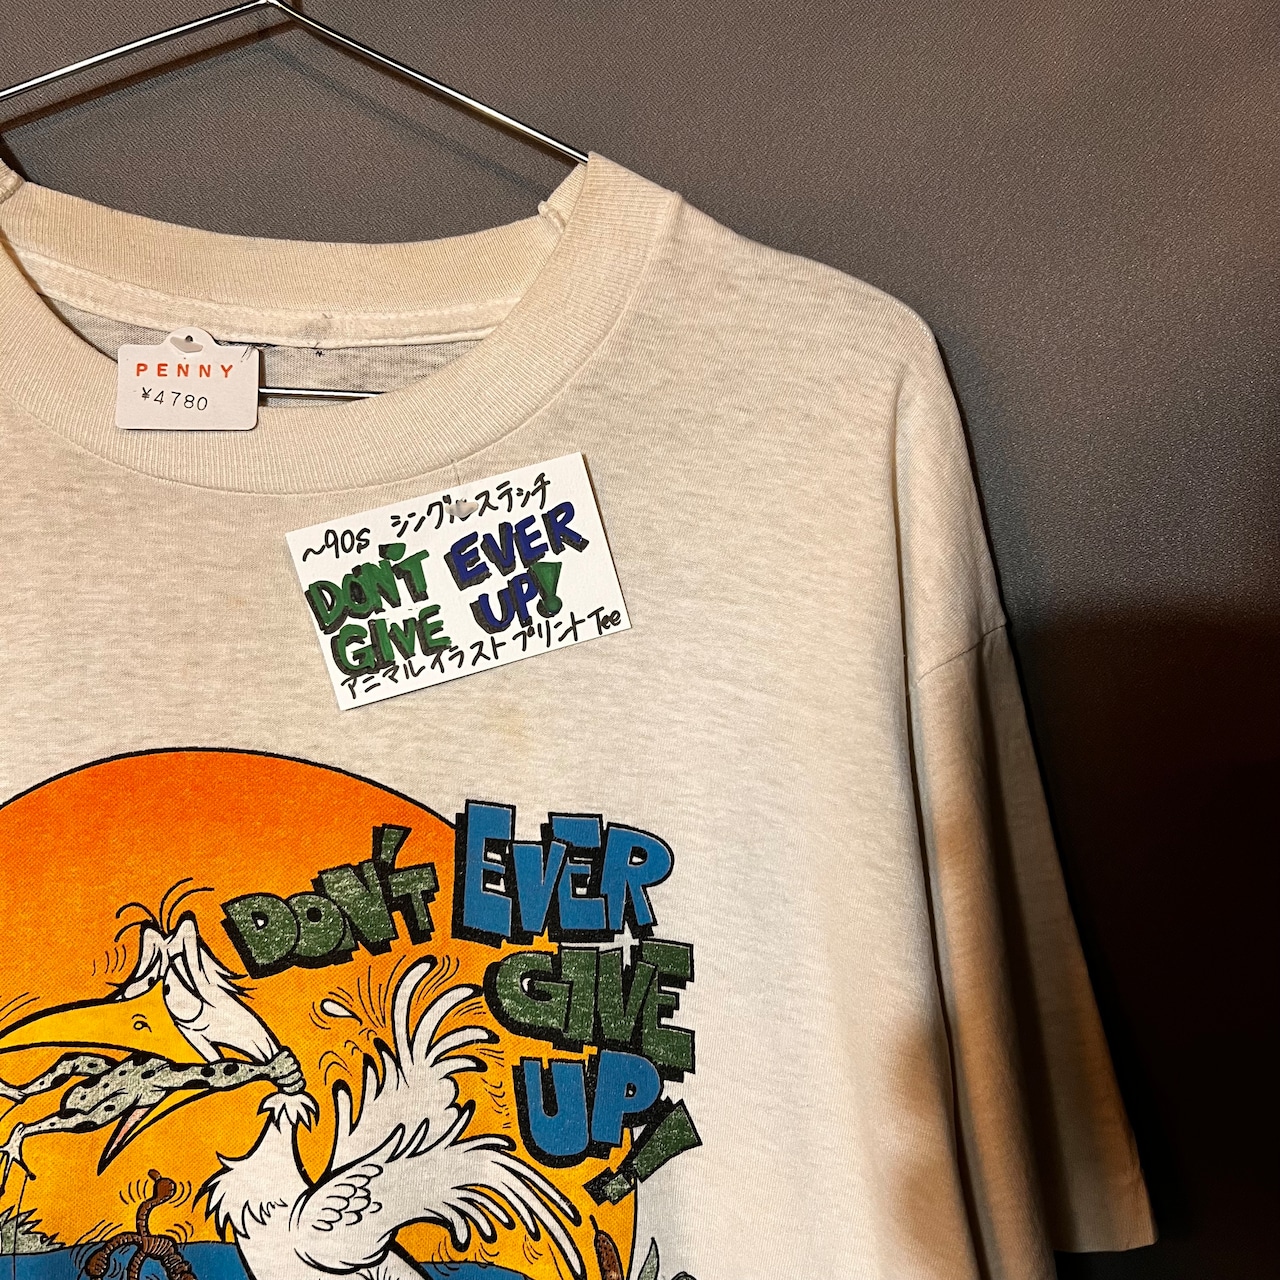 PENNY
¥4780
~90s シングルステッチ
DON'T EVER
GIVE UP!
アニマルイラストプリントTee
DON'T EVER
GIVE
UP!